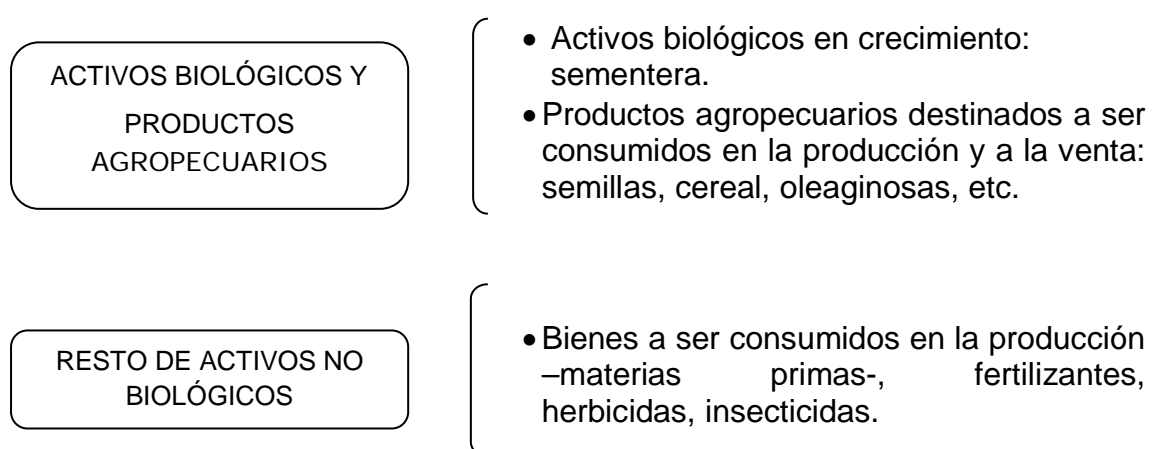 ACTIVOS BIOLÓGICOS Y
PRODUCTOS
AGROPECUARIOS
• Activos biológicos en crecimiento:
sementera.
• Productos agropecuarios destinados a ser
consumidos en la producción y a la venta:
semillas, cereal, oleaginosas, etc.
RESTO DE ACTIVOS NO
BIOLÓGICOS
• Bienes a ser consumidos en la producción
–materias primas-, fertilizantes,
herbicidas, insecticidas.